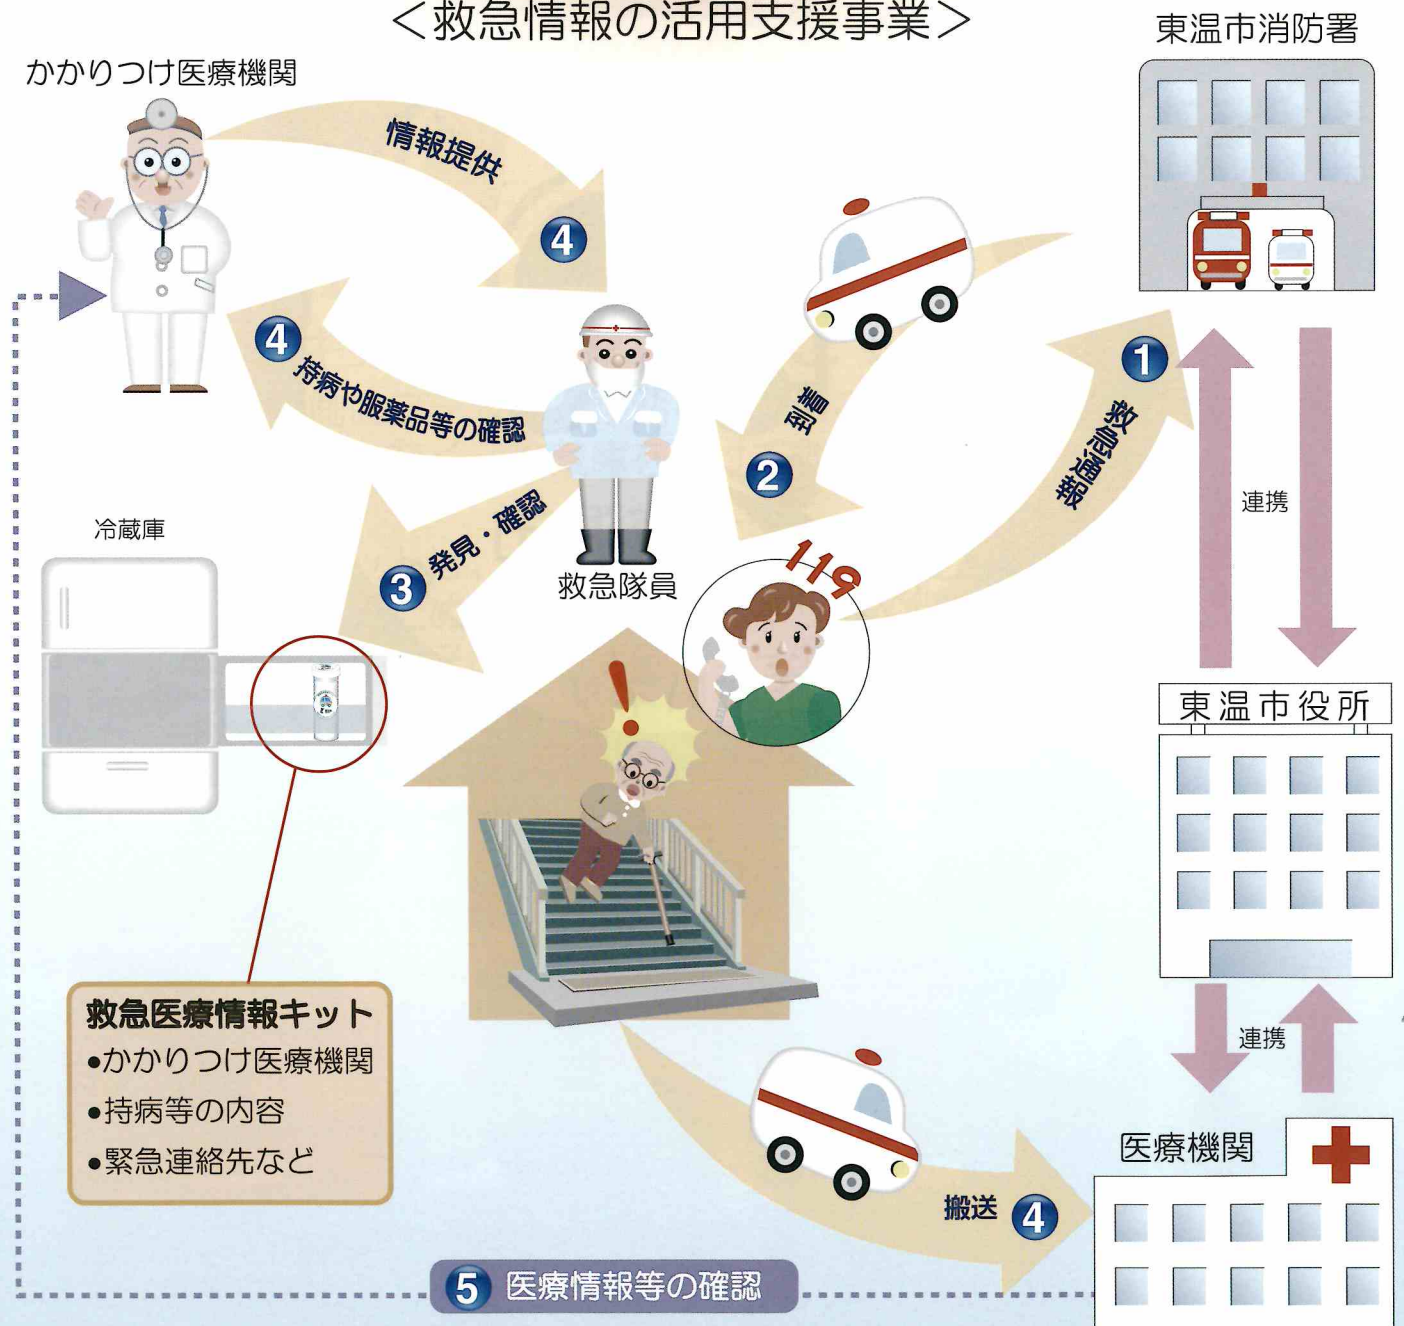 ＜救急情報の活用支援事業＞
東温市消防署
かかりつけ医療機関
情報提供
4
4
持病や服薬品等の確認
到着
2
1
救急通報
連携
冷蔵庫
発見・確認
3
救急隊員
119
!
東温市役所
救急医療情報キット
•かかりつけ医療機関
•持病等の内容
•緊急連絡先など
連携
医療機関
搬送
4
5 医療情報等の確認